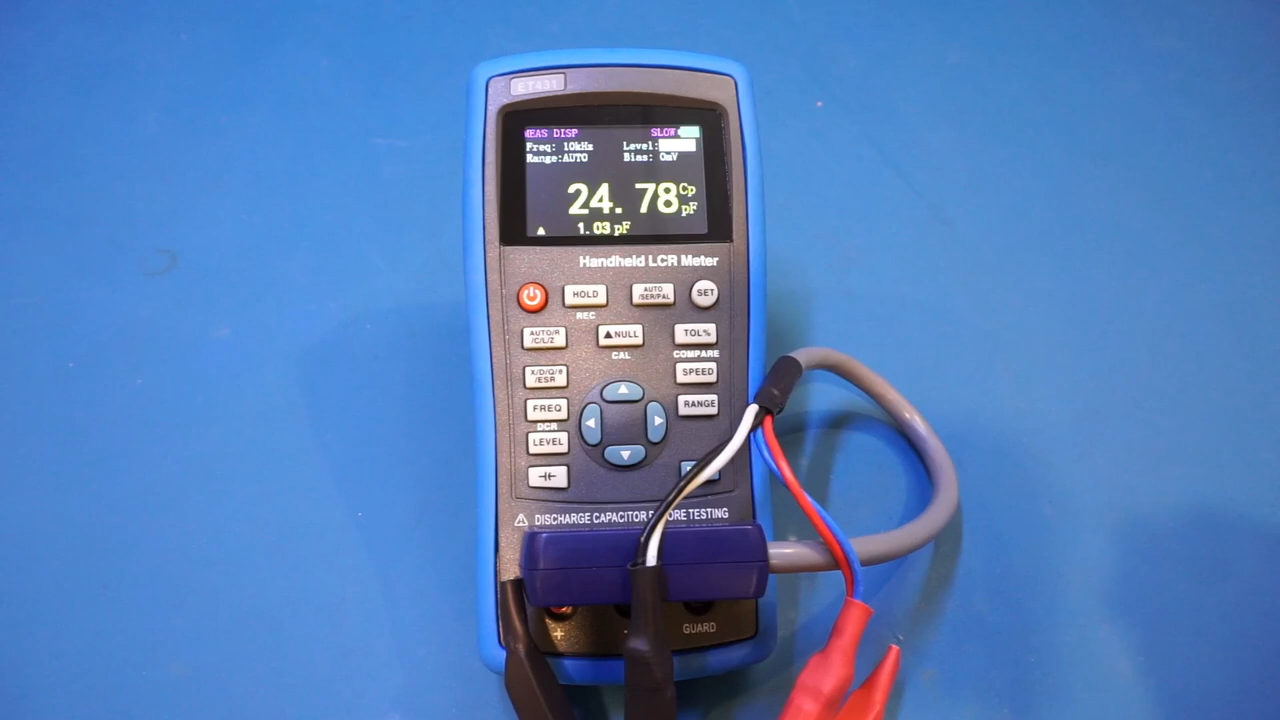 ET431
MEAS DISP SLOW
Freq: 10kHz Level:
Range:AUTO Bias: 0mV
24.78 Cp pF
▲ 1.03 pF
Handheld LCR Meter
HOLD
AUTO /SER/PAL
SET
REC
AUTO/R /C/L/Z
▲NULL
TOL%
CAL
COMPARE
X/D/Q/θ /ESR
SPEED
FREQ
RANGE
DCR
LEVEL
⚠ DISCHARGE CAPACITOR TESTING
+
-
GUARD